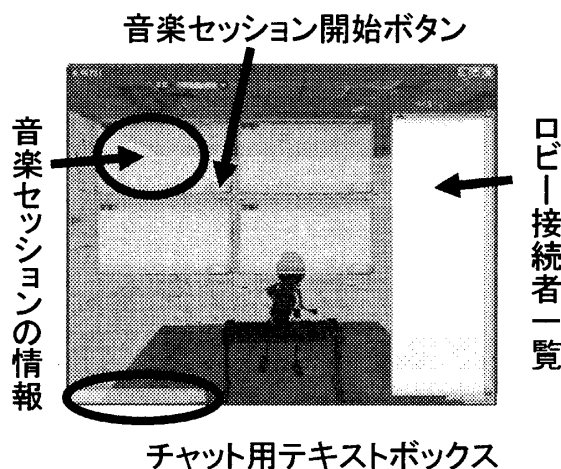 音楽セッション開始ボタン
音楽セッションの情報
ロビー接続者一覧
チャット用テキストボックス